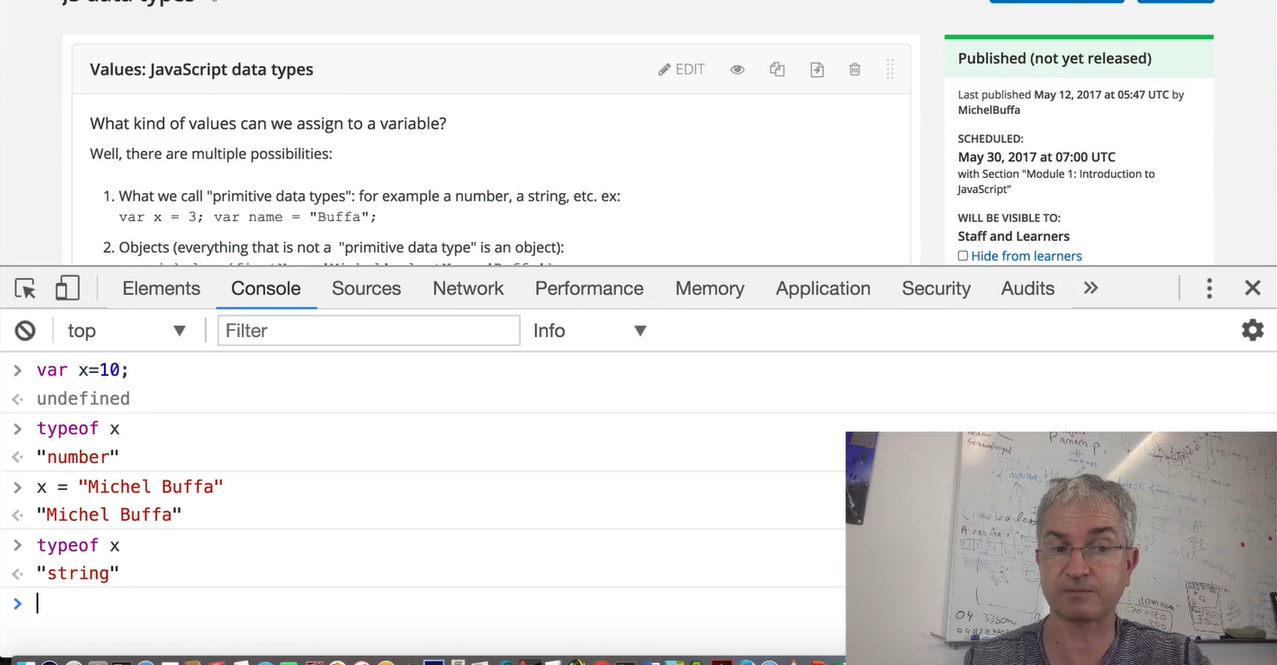 Values: JavaScript data types
EDIT
What kind of values can we assign to a variable?
Well, there are multiple possibilities:
1. What we call "primitive data types": for example a number, a string, etc. ex:
var x = 3; var name = "Buffa";
2. Objects (everything that is not a "primitive data type" is an object):
Published (not yet released)
Last published May 12, 2017 at 05:47 UTC by
MichelBuffa
SCHEDULED:
May 30, 2017 at 07:00 UTC
with Section "Module 1: Introduction to
JavaScript"
WILL BE VISIBLE TO:
Staff and Learners
Hide from learners
Elements Console Sources Network Performance Memory Application Security Audits »
top Filter Info
> var x=10;
undefined
> typeof x
"number"
> x = "Michel Buffa"
"Michel Buffa"
> typeof x
"string"
>